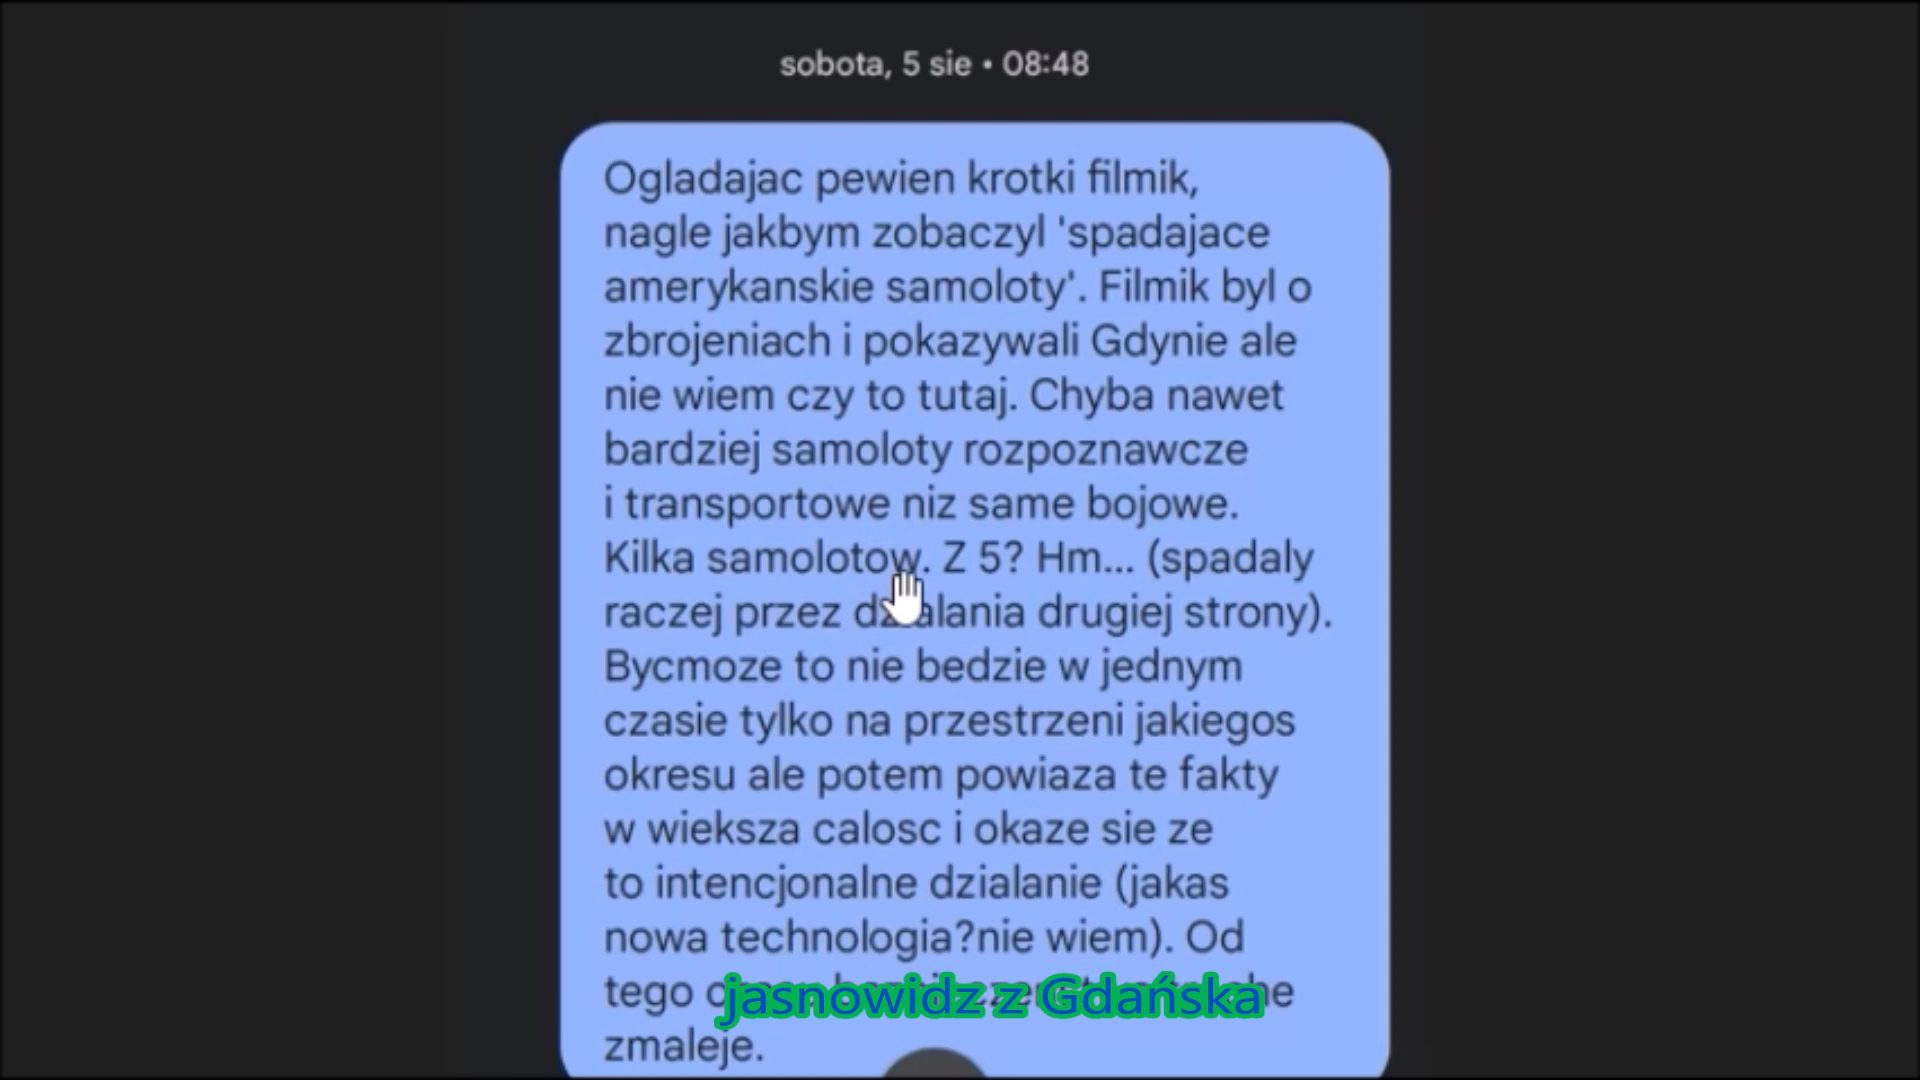 sobota, 5 sie • 08:48
Ogladajac pewien krotki filmik,
nagle jakbym zobaczyl 'spadajace
amerykanskie samoloty'. Filmik byl o
zbrojeniach i pokazywali Gdynie ale
nie wiem czy to tutaj. Chyba nawet
bardziej samoloty rozpoznawcze
i transportowe niz same bojowe.
Kilka samolotow. Z 5? Hm... (spadaly
raczej przez dzialania drugiej strony).
Bycmoze to nie bedzie w jednym
czasie tylko na przestrzeni jakiegos
okresu ale potem powiaza te fakty
w wieksza calosc i okaze sie ze
to intencjonalne dzialanie (jakas
nowa technologia?nie wiem). Od
tego
jasnowidz z Gdańska
zmaleje.